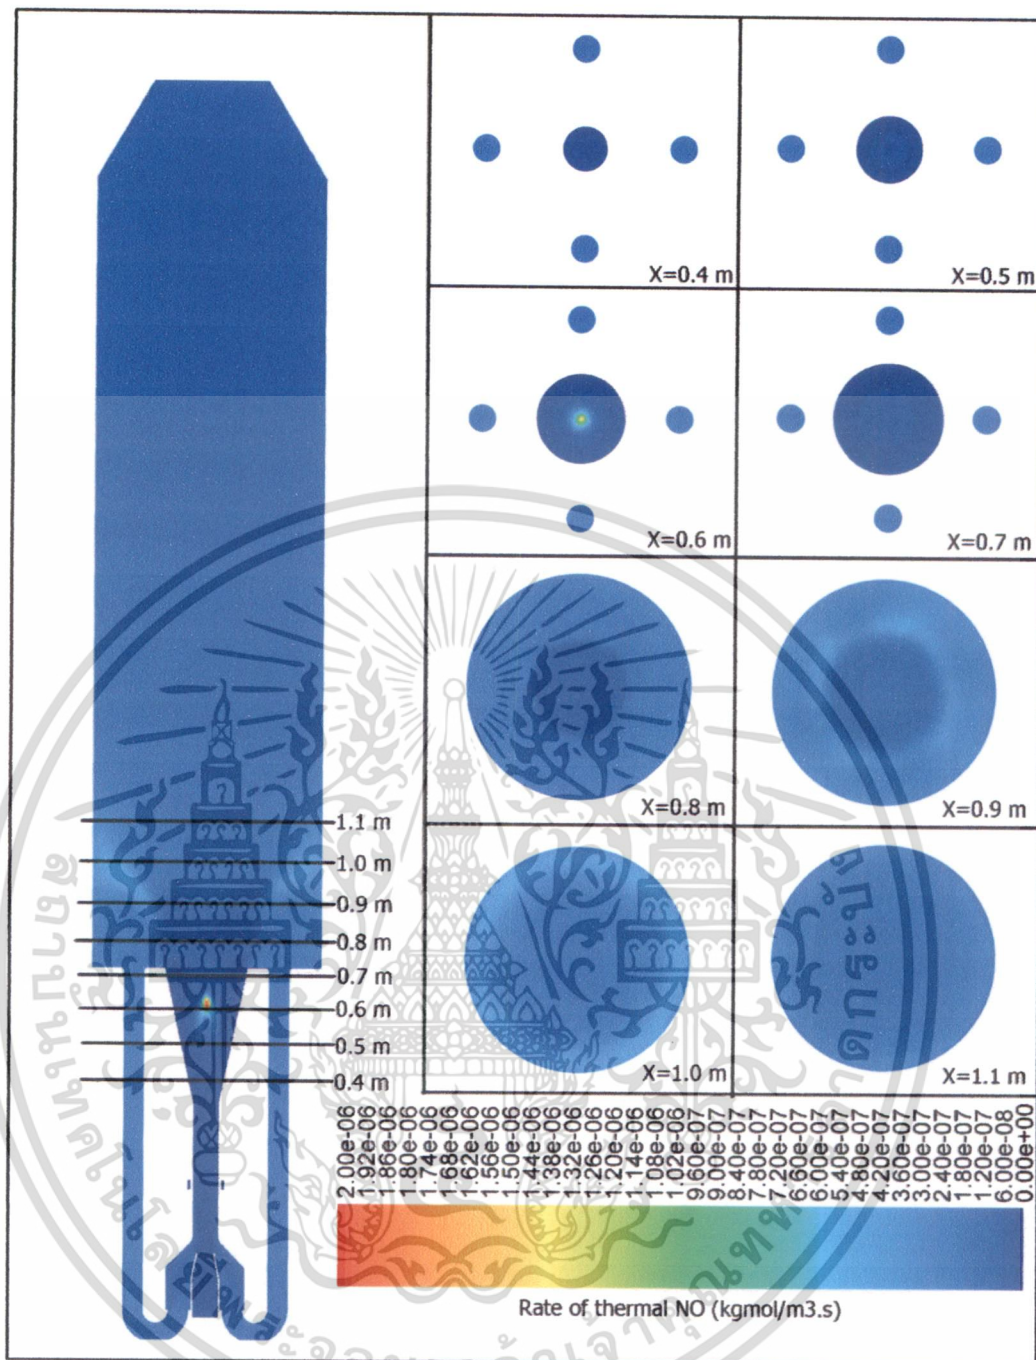 X=0.4 m
X=0.5 m
X=0.6 m
X=0.7 m
X=0.8 m
X=0.9 m
X=1.0 m
X=1.1 m
1.1 m
1.0 m
0.9 m
0.8 m
0.7 m
0.6 m
0.5 m
0.4 m
2.00e-06
1.92e-06
1.86e-06
1.80e-06
1.74e-06
1.68e-06
1.62e-06
1.56e-06
1.50e-06
1.44e-06
1.38e-06
1.32e-06
1.26e-06
1.20e-06
1.14e-06
1.08e-06
1.02e-06
9.60e-07
9.00e-07
8.40e-07
7.80e-07
7.20e-07
6.60e-07
6.00e-07
5.40e-07
4.20e-07
3.60e-07
3.00e-07
2.40e-07
1.80e-07
1.20e-07
6.00e-08
0.00e+00
Rate of thermal NO (kgmol/m3.s)